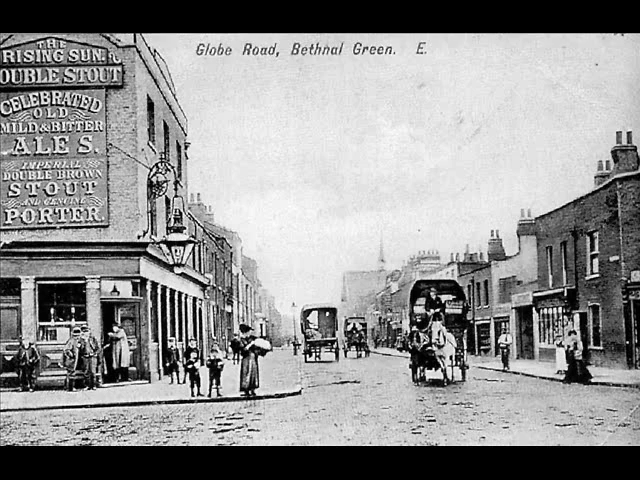 Globe Road, Bethnal Green. E.
THE
RISING SUN.
DOUBLE STOUT
CELEBRATED
OLD
MILD & BITTER
ALES.
IMPERIAL
DOUBLE BROWN
STOUT
AND GENUINE
PORTER.